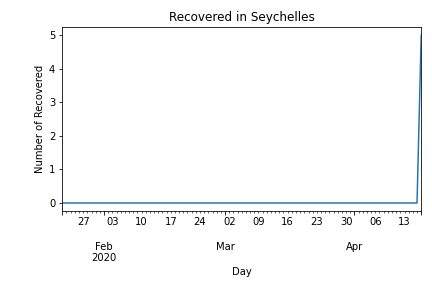 Recovered in Seychelles
Number of Recovered
5
4
3
2
1
0
27 03 10 17 24 02 09 16 23 30 06 13
Feb Mar Apr
2020
Day